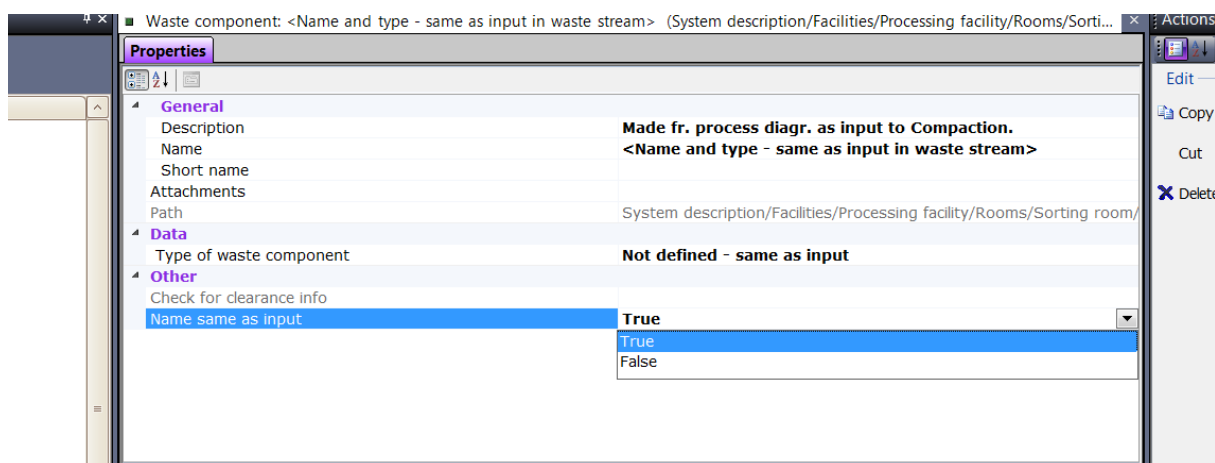 Waste component: <Name and type - same as input in waste stream> (System description/Facilities/Processing facility/Rooms/Sorti...
Actions
Properties
Edit
General
Copy
Description Made fr. process diagr. as input to Compaction.
Name <Name and type - same as input in waste stream>
Cut
Short name
Attachments
Delete
Path System description/Facilities/Processing facility/Rooms/Sorting room/
Data
Type of waste component Not defined - same as input
Other
Check for clearance info
Name same as input True
True
False